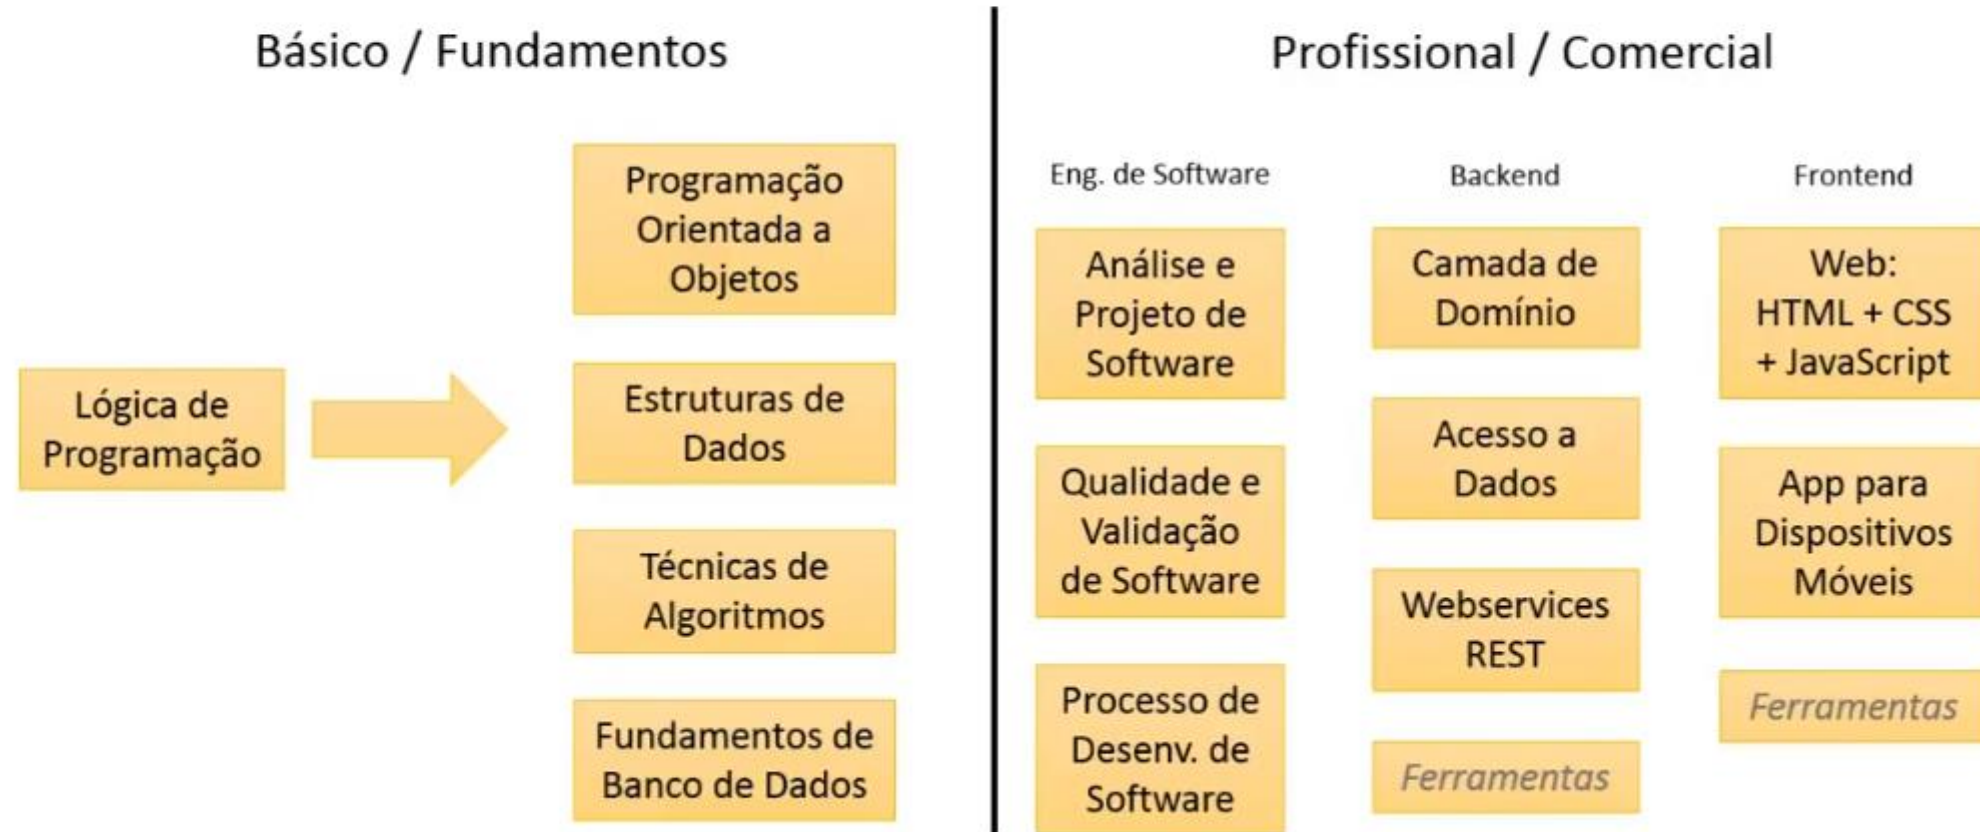 Básico / Fundamentos
Lógica de
Programação
Programação
Orientada a
Objetos
Estruturas de
Dados
Técnicas de
Algoritmos
Fundamentos de
Banco de Dados
Profissional / Comercial
Eng. de Software
Análise e
Projeto de
Software
Qualidade e
Validação
de Software
Processo de
Desenv. de
Software
Backend
Camada de
Domínio
Acesso a
Dados
Webservices
REST
Ferramentas
Frontend
Web:
HTML + CSS
+ JavaScript
App para
Dispositivos
Móveis
Ferramentas